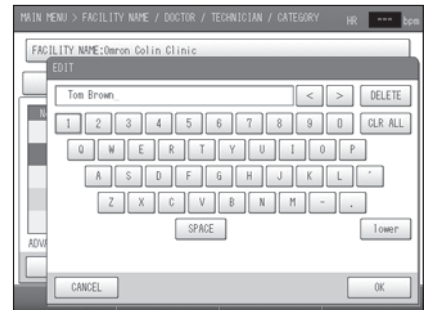 MAIN MENU > FACILITY NAME / DOCTOR / TECHNICIAN / CATEGORY HR --- bpm
FACILITY NAME:Omron Colin Clinic
EDIT
Tom Brown_ < > DELETE
1 2 3 4 5 6 7 8 9 0 CLR ALL
Q W E R T Y U I O P
A S D F G H J K L ´
Z X C V B N M - .
SPACE lower
ADVA
CANCEL OK